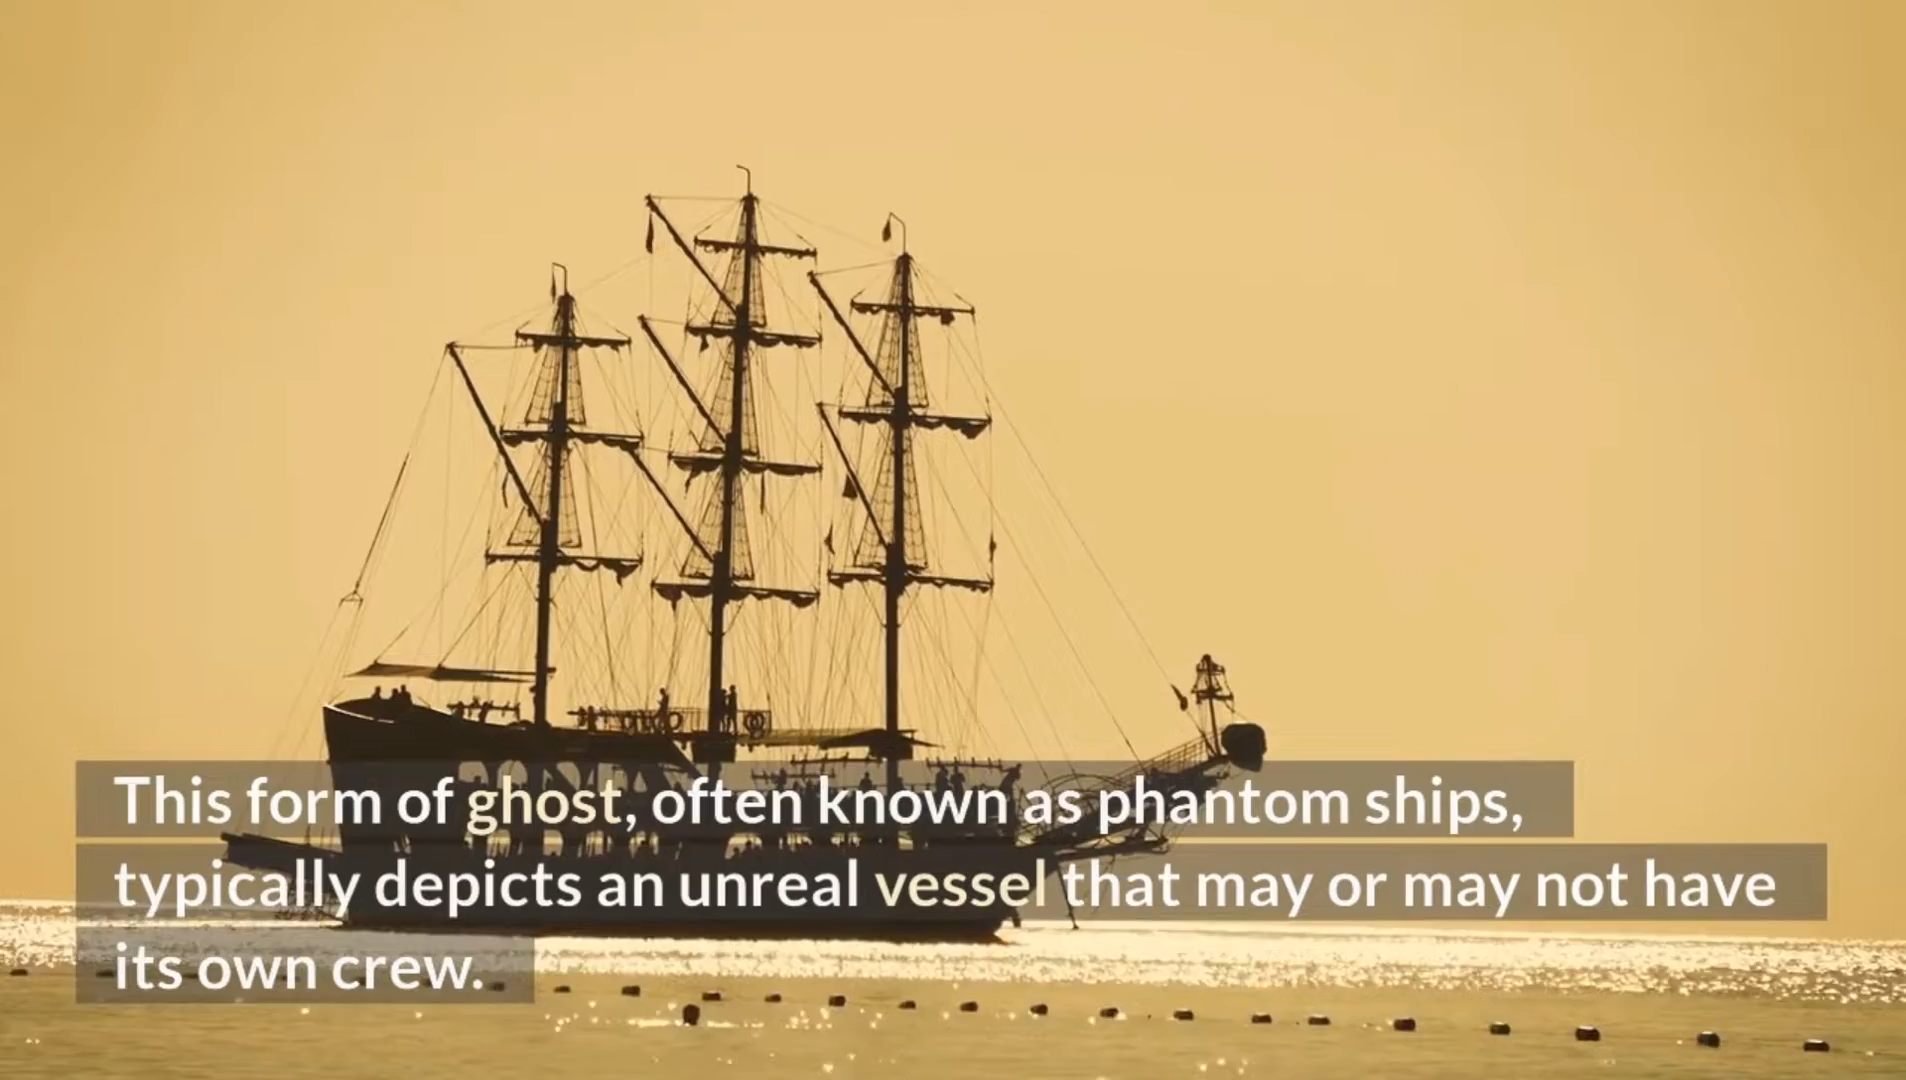 This form of ghost, often known as phantom ships,
typically depicts an unreal vessel that may or may not have
its own crew.